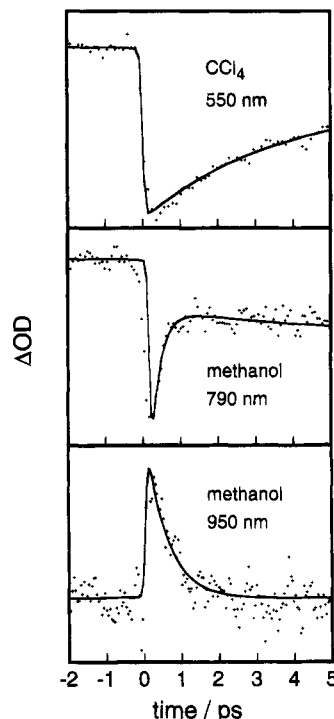 CCl₄
550 nm
methanol
790 nm
methanol
950 nm
ΔOD
-2 -1 0 1 2 3 4 5
time / ps